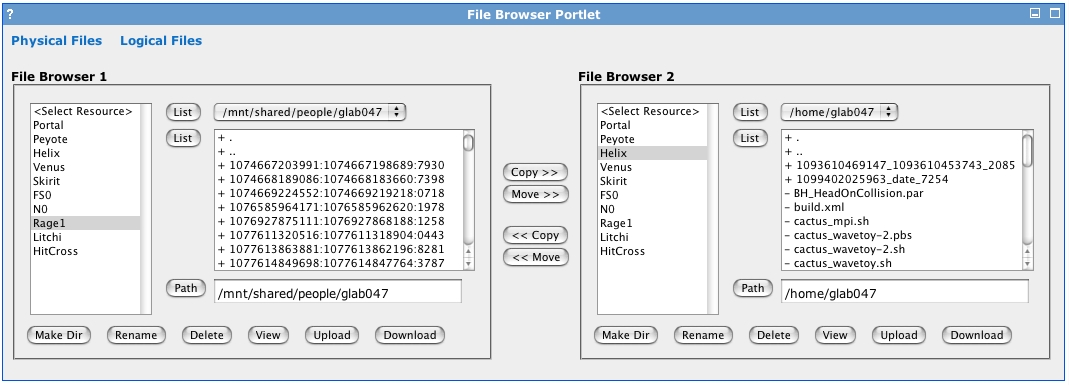 ? File Browser Portlet
Physical Files Logical Files
File Browser 1
<Select Resource>
Portal
Peyote
Helix
Venus
Skirit
FS0
N0
Rage1
Litchi
HitCross
List /mnt/shared/people/glab047
List
+ .
+ ..
+ 1074667203991:1074667198689:7930
+ 1074668189086:1074668183660:7398
+ 1074669224552:1074669219218:0718
+ 1076585964171:1076585962620:1978
+ 1076927875111:1076927868188:1258
+ 1077611320516:1077611318904:0443
+ 1077613863881:1077613862196:8281
+ 1077614849698:1077614847764:3787
Path /mnt/shared/people/glab047
Make Dir Rename Delete View Upload Download
Copy >>
Move >>
<< Copy
<< Move
File Browser 2
<Select Resource>
Portal
Peyote
Helix
Venus
Skirit
FS0
N0
Rage1
Litchi
HitCross
List /home/glab047
List
+ .
+ ..
+ 1093610469147_1093610453743_2085
+ 1099402025963_date_7254
- BH_HeadOnCollision.par
- build.xml
- cactus_mpi.sh
- cactus_wavetoy-2.pbs
- cactus_wavetoy-2.sh
- cactus_wavetoy.sh
Path /home/glab047
Make Dir Rename Delete View Upload Download